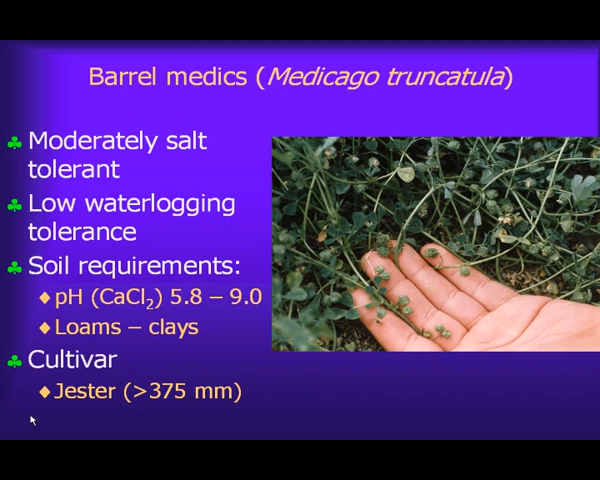 Barrel medics (Medicago truncatula)
Moderately salt
tolerant
Low waterlogging
tolerance
Soil requirements:
pH (CaCl₂) 5.8 – 9.0
Loams – clays
Cultivar
Jester (>375 mm)